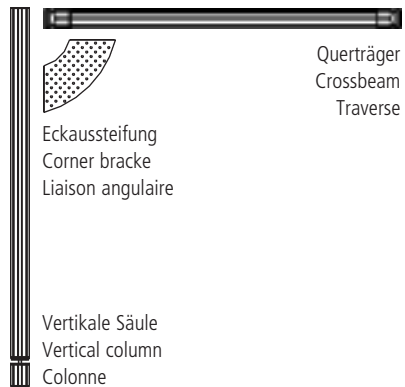 Querträger
Crossbeam
Traverse
Eckaussteifung
Corner bracke
Liaison angulaire
Vertikale Säule
Vertical column
Colonne